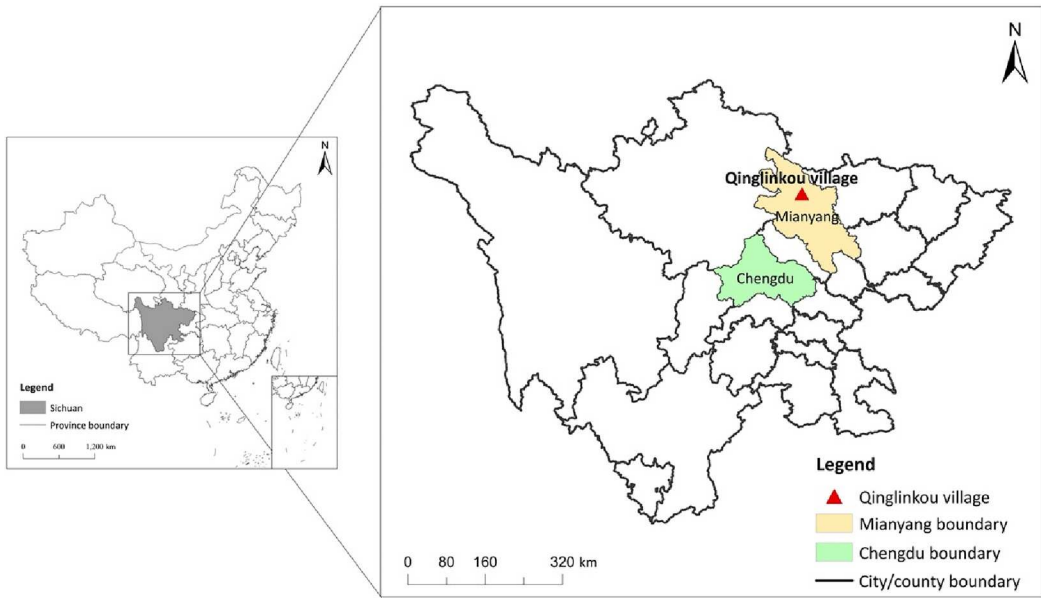 N
Legend
Sichuan
Province boundary
0 600 1,200 km
N
Qinglinkou village
Mianyang
Chengdu
Legend
Qinglinkou village
Mianyang boundary
Chengdu boundary
City/county boundary
0 80 160 320 km